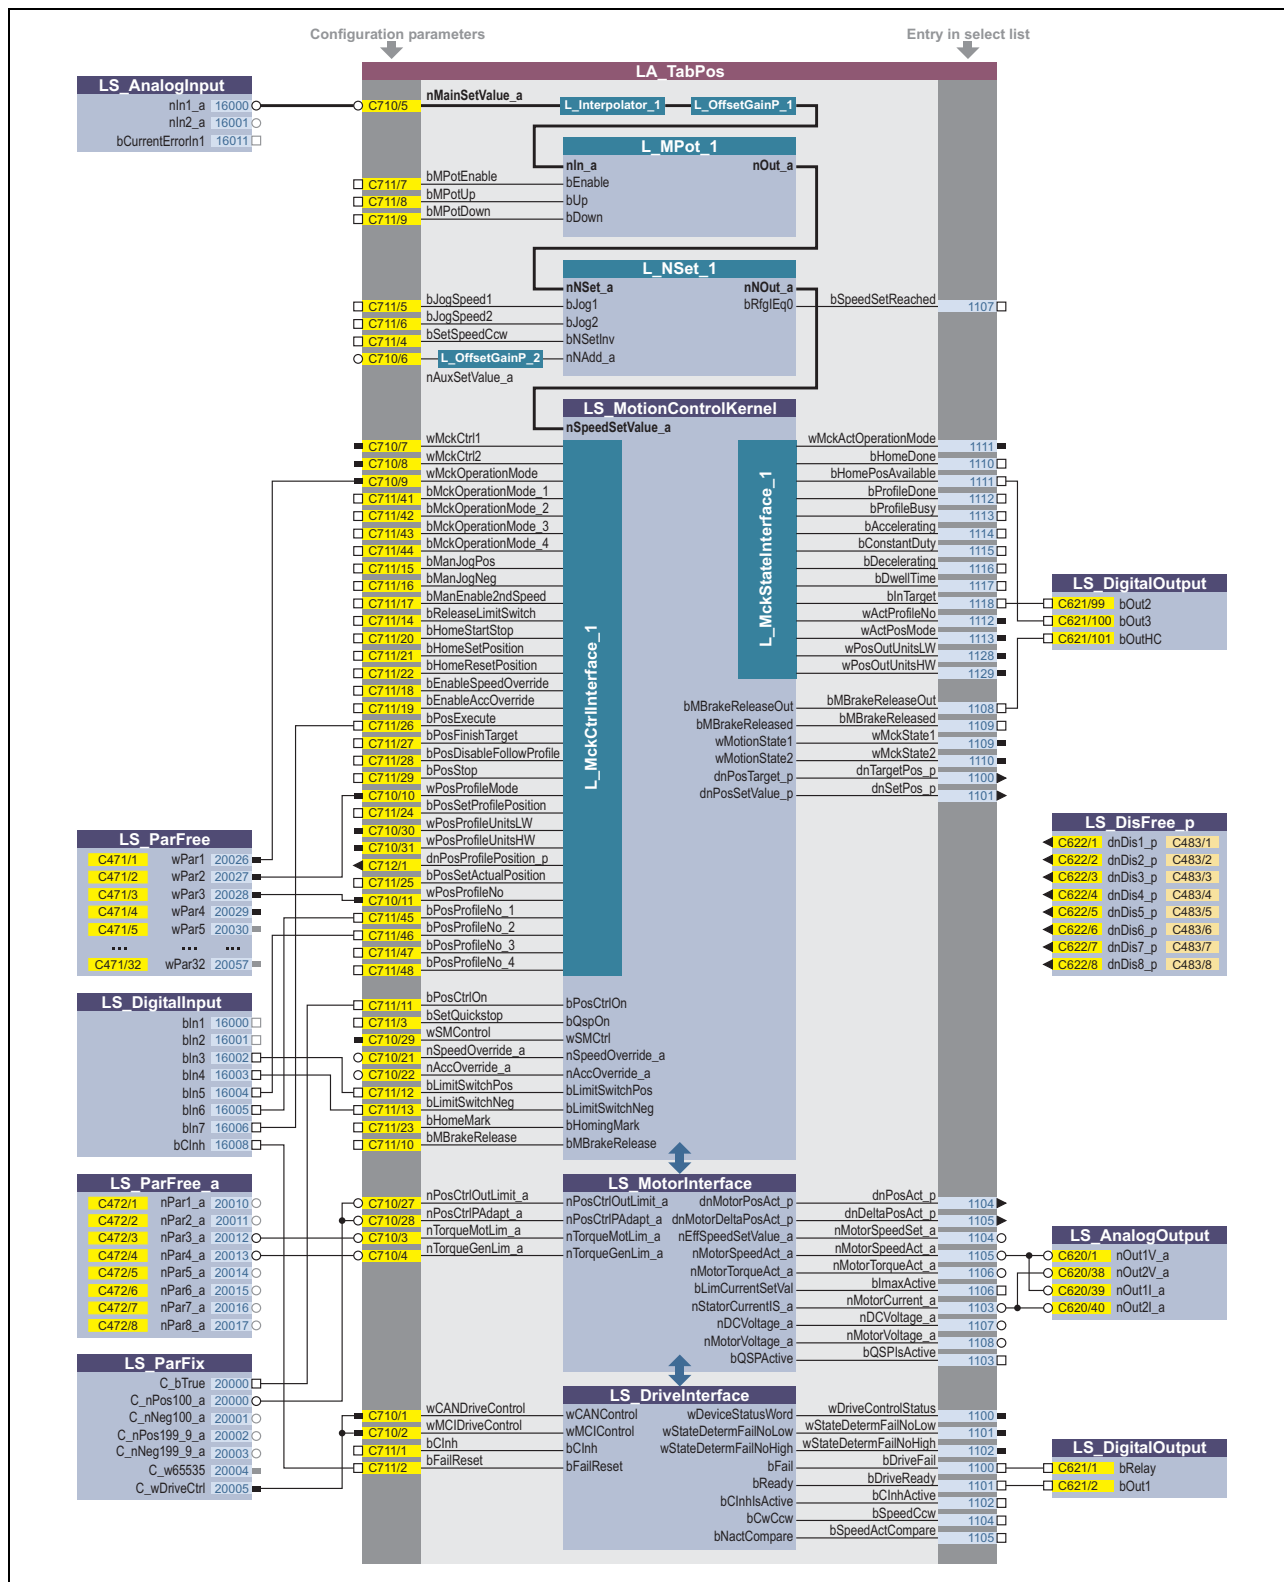 Configuration parameters
Entry in select list
LA_TabPos
LS_AnalogInput
nIn1_a 16000
nIn2_a 16001
bCurrentErrorIn1 16011
C710/5 nMainSetValue_a
L_Interpolator_1
L_OffsetGainP_1
L_MPot_1
nIn_a nOut_a
C711/7 bMPotEnable bEnable
C711/8 bMPotUp bUp
C711/9 bMPotDown bDown
L_NSet_1
nNSet_a nNOut_a
C711/5 bJogSpeed1 bJog1 bRfgIEq0 bSpeedSetReached 1107
C711/6 bJogSpeed2 bJog2
C711/4 bSetSpeedCcw bNSetInv
C710/6 L_OffsetGainP_2 nNAdd_a
nAuxSetValue_a
LS_MotionControlKernel
nSpeedSetValue_a
L_MckCtrlInterface_1
L_MckStateInterface_1
C710/7 wMckCtrl1
C710/8 wMckCtrl2
C710/9 wMckOperationMode
C711/41 bMckOperationMode_1
C711/42 bMckOperationMode_2
C711/43 bMckOperationMode_3
C711/44 bMckOperationMode_4
C711/15 bManJogPos
C711/16 bManJogNeg
C711/17 bManEnable2ndSpeed
C711/14 bReleaseLimitSwitch
C711/20 bHomeStartStop
C711/21 bHomeSetPosition
C711/22 bHomeResetPosition
C711/18 bEnableSpeedOverride
C711/19 bEnableAccOverride
C711/26 bPosExecute
C711/27 bPosFinishTarget
C711/28 bPosDisableFollowProfile
C711/29 bPosStop
C710/10 wPosProfileMode
C711/24 bPosSetProfilePosition
C710/30 wPosProfileUnitsLW
C710/31 wPosProfileUnitsHW
C712/1 dnPosProfilePosition_p
C711/25 bPosSetActualPosition
C710/11 wPosProfileNo
C711/45 bPosProfileNo_1
C711/46 bPosProfileNo_2
C711/47 bPosProfileNo_3
C711/48 bPosProfileNo_4
wMckActOperationMode 1111
bHomeDone 1110
bHomePosAvailable 1111
bProfileDone 1112
bProfileBusy 1113
bAccelerating 1114
bConstantDuty 1115
bDecelerating 1116
bDwellTime 1117
bInTarget 1118
wActProfileNo 1112
wActPosMode 1113
wPosOutUnitsLW 1128
wPosOutUnitsHW 1129
bMBrakeReleaseOut bMBrakeReleaseOut 1108
bMBrakeReleased bMBrakeReleased 1109
wMotionState1 wMckState1 1109
wMotionState2 wMckState2 1110
dnPosTarget_p dnTargetPos_p 1100
dnPosSetValue_p dnSetPos_p 1101
LS_DigitalOutput
C621/99 bOut2
C621/100 bOut3
C621/101 bOutHC
LS_ParFree
C471/1 wPar1 20026
C471/2 wPar2 20027
C471/3 wPar3 20028
C471/4 wPar4 20029
C471/5 wPar5 20030
... ... ...
C471/32 wPar32 20057
LS_DisFree_p
C622/1 dnDis1_p C483/1
C622/2 dnDis2_p C483/2
C622/3 dnDis3_p C483/3
C622/4 dnDis4_p C483/4
C622/5 dnDis5_p C483/5
C622/6 dnDis6_p C483/6
C622/7 dnDis7_p C483/7
C622/8 dnDis8_p C483/8
LS_DigitalInput
bIn1 16000
bIn2 16001
bIn3 16002
bIn4 16003
bIn5 16004
bIn6 16005
bIn7 16006
bCInh 16008
C711/11 bPosCtrlOn bPosCtrlOn
C711/3 bSetQuickstop bQspOn
C710/29 wSMControl wSMCtrl
C710/21 nSpeedOverride_a nSpeedOverride_a
C710/22 nAccOverride_a nAccOverride_a
C711/12 bLimitSwitchPos bLimitSwitchPos
C711/13 bLimitSwitchNeg bLimitSwitchNeg
C711/23 bHomeMark bHomingMark
C711/10 bMBrakeRelease bMBrakeRelease
LS_ParFree_a
C472/1 nPar1_a 20010
C472/2 nPar2_a 20011
C472/3 nPar3_a 20012
C472/4 nPar4_a 20013
C472/5 nPar5_a 20014
C472/6 nPar6_a 20015
C472/7 nPar7_a 20016
C472/8 nPar8_a 20017
LS_MotorInterface
C710/27 nPosCtrlOutLimit_a nPosCtrlOutLimit_a
C710/28 nPosCtrlPAdapt_a nPosCtrlPAdapt_a
C710/3 nTorqueMotLim_a nTorqueMotLim_a
C710/4 nTorqueGenLim_a nTorqueGenLim_a
dnMotorPosAct_p dnPosAct_p 1104
dnMotorDeltaPosAct_p dnDeltaPosAct_p 1105
nEffSpeedSetValue_a nMotorSpeedSet_a 1104
nMotorSpeedAct_a nMotorSpeedAct_a 1105
nMotorTorqueAct_a nMotorTorqueAct_a 1106
bLimCurrentSetVal bImaxActive 1106
nStatorCurrentIS_a nMotorCurrent_a 1103
nDCVoltage_a nDCVoltage_a 1107
nMotorVoltage_a nMotorVoltage_a 1108
bQSPActive bQSPIsActive 1103
LS_AnalogOutput
C620/1 nOut1V_a
C620/38 nOut2V_a
C620/39 nOut1I_a
C620/40 nOut2I_a
LS_ParFix
C_bTrue 20000
C_nPos100_a 20000
C_nNeg100_a 20001
C_nPos199_9_a 20002
C_nNeg199_9_a 20003
C_w65535 20004
C_wDriveCtrl 20005
LS_DriveInterface
C710/1 wCANDriveControl wCANControl
C710/2 wMCIDriveControl wMCIControl
C711/1 bCInh bCInh
C711/2 bFailReset bFailReset
wDeviceStatusWord wDriveControlStatus 1100
wStateDetermFailNoLow wStateDetermFailNoLow 1101
wStateDetermFailNoHigh wStateDetermFailNoHigh 1102
bFail bDriveFail 1100
bReady bDriveReady 1101
bCInhIsActive bCInhActive 1102
bCwCcw bSpeedCcw 1104
bNactCompare bSpeedActCompare 1105
LS_DigitalOutput
C621/1 bRelay
C621/2 bOut1